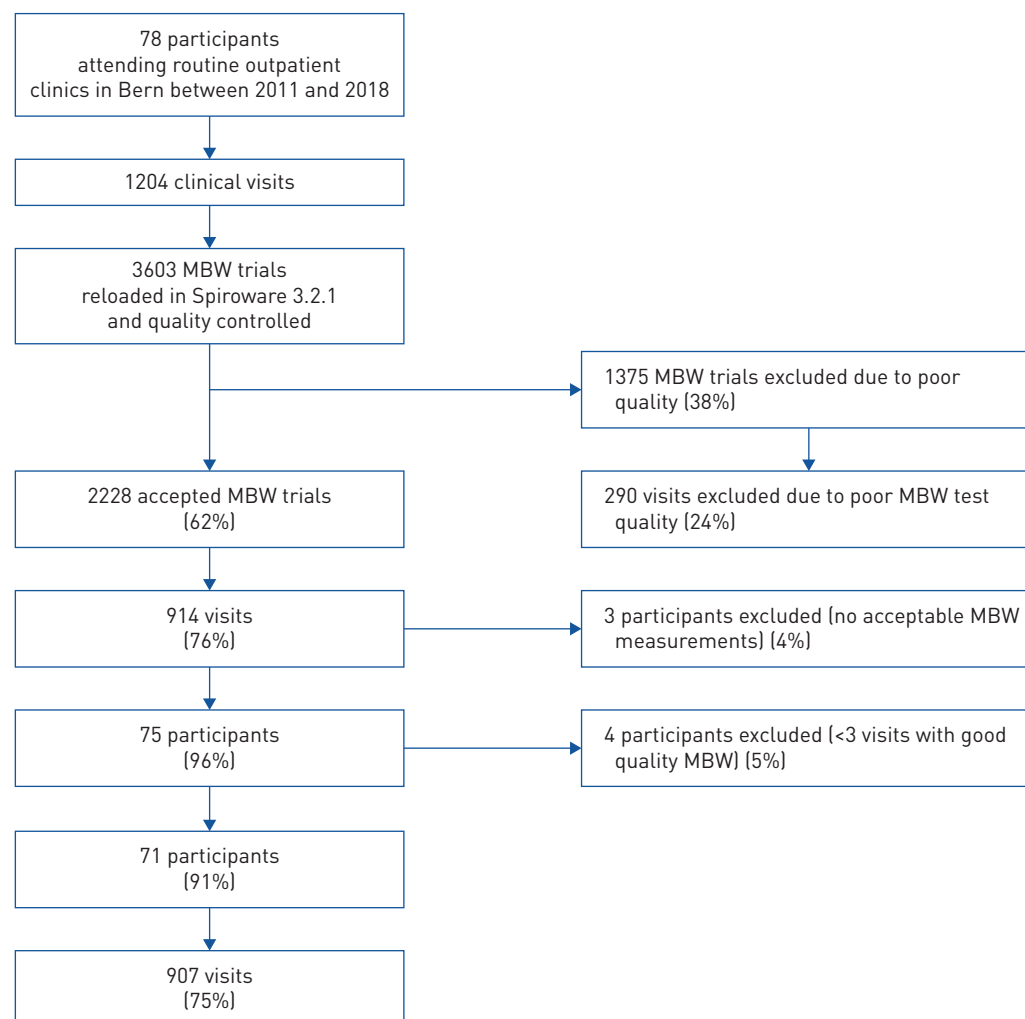 78 participants
attending routine outpatient
clinics in Bern between 2011 and 2018
1204 clinical visits
3603 MBW trials
reloaded in Spiroware 3.2.1
and quality controlled
1375 MBW trials excluded due to poor
quality (38%)
2228 accepted MBW trials
(62%)
290 visits excluded due to poor MBW test
quality (24%)
914 visits
(76%)
3 participants excluded (no acceptable MBW
measurements) (4%)
75 participants
(96%)
4 participants excluded (<3 visits with good
quality MBW) (5%)
71 participants
(91%)
907 visits
(75%)